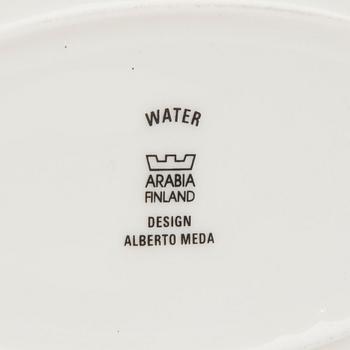 WATER
ARABIA
FINLAND
DESIGN
ALBERTO MEDA